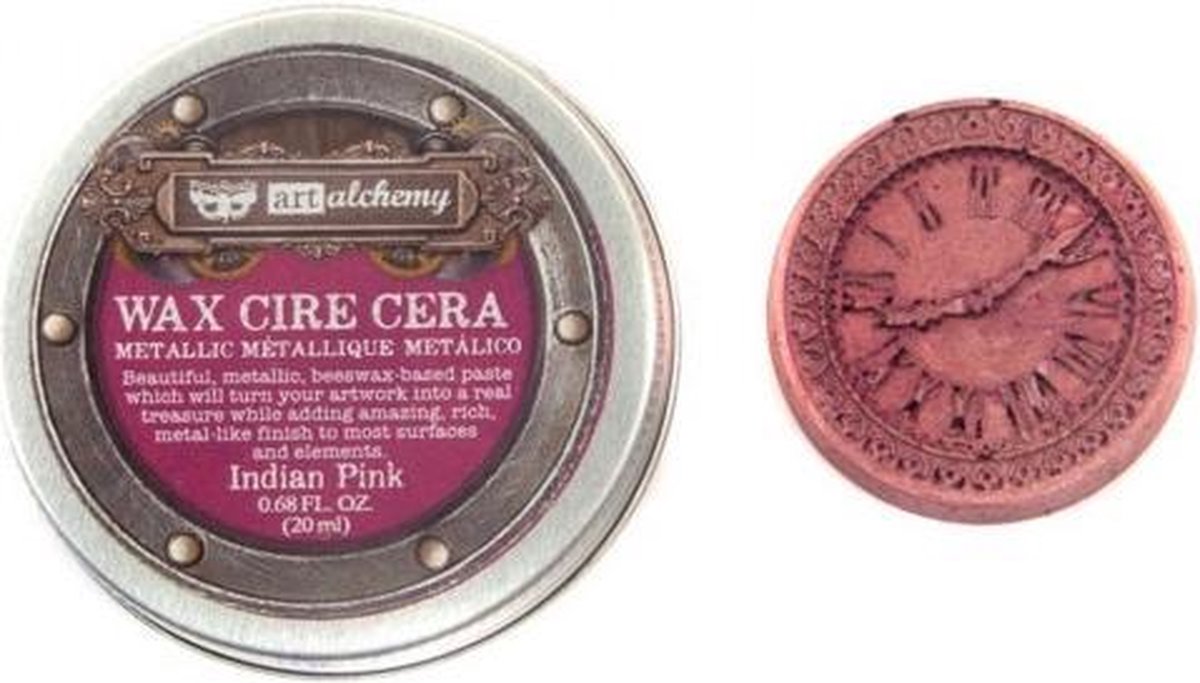 art alchemy
WAX CIRE CERA
METALLIC MÉTALLIQUE METÁLICO
Beautiful, metallic, beeswax-based paste
which will turn your artwork into a real
treasure while adding amazing, rich,
metal-like finish to most surfaces
and elements.
Indian Pink
0.68 FL. OZ.
(20 ml)